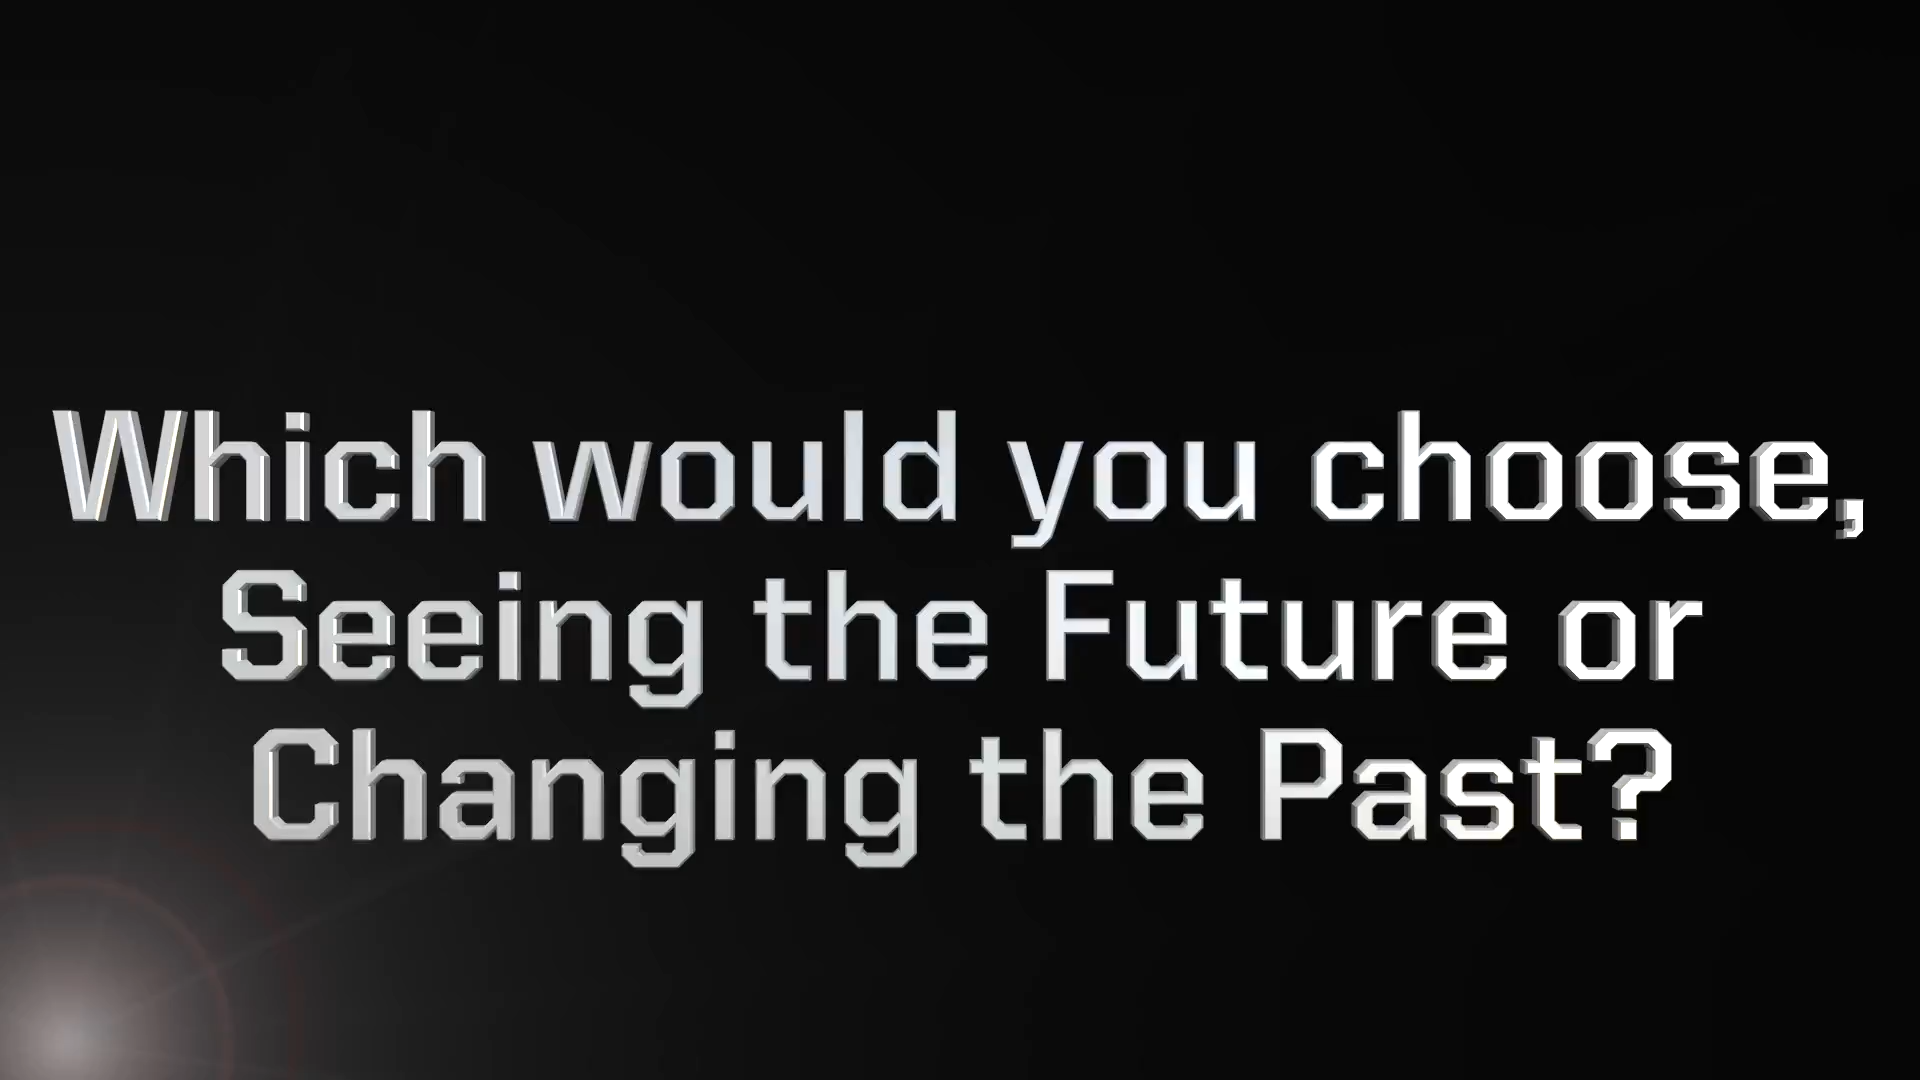 Which would you choose,
Seeing the Future or
Changing the Past?